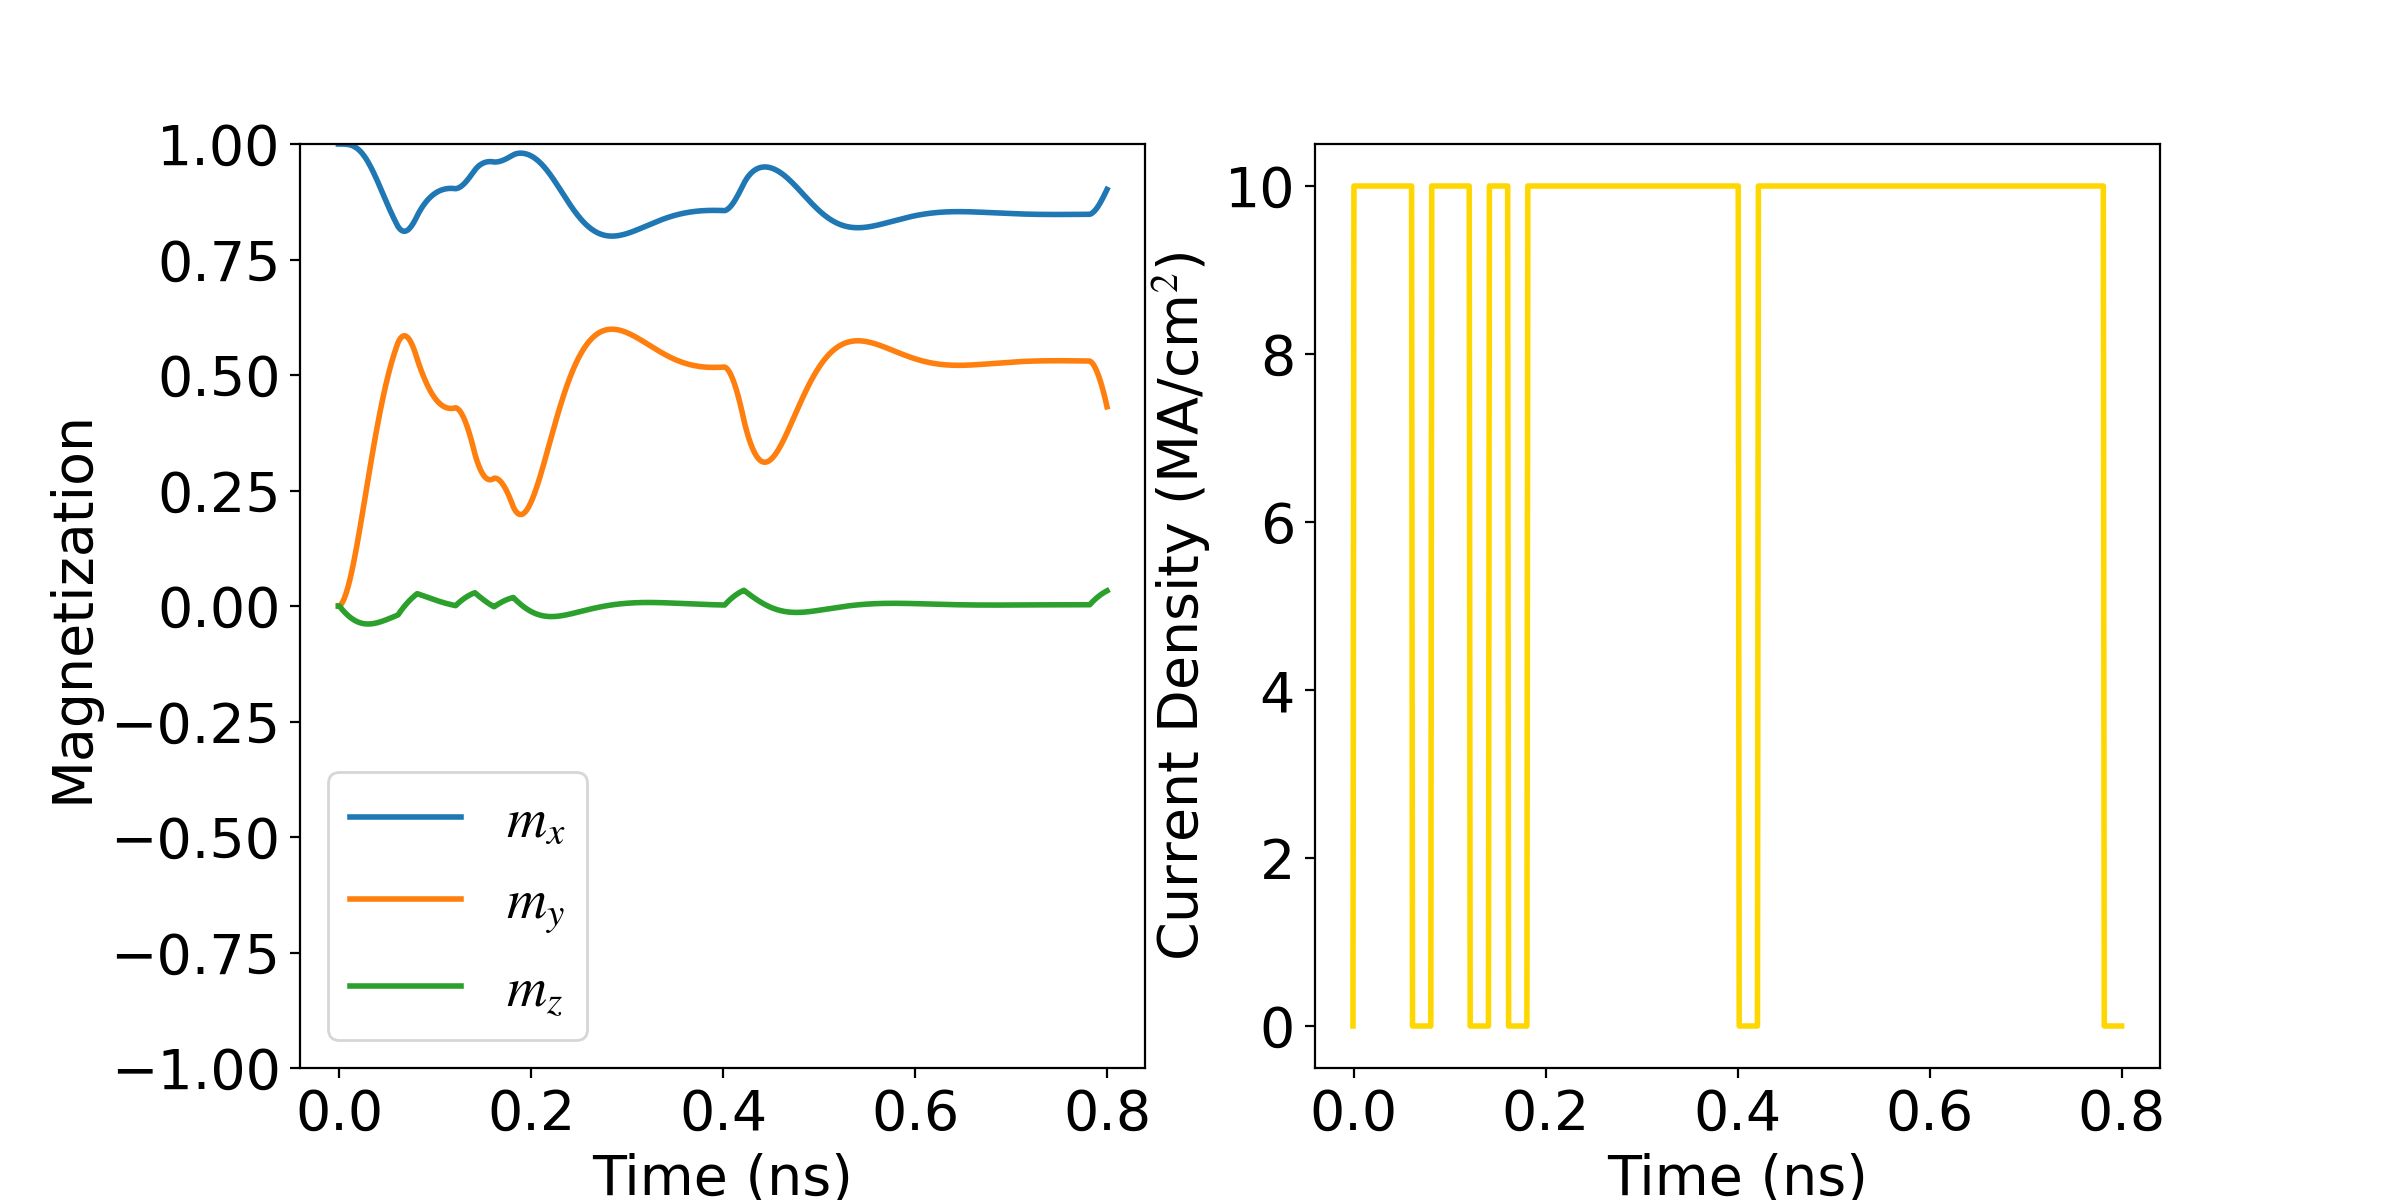 Magnetization
1.00
0.75
0.50
0.25
0.00
−0.25
−0.50
−0.75
−1.00
m_x
m_y
m_z
0.0 0.2 0.4 0.6 0.8
Time (ns)
Current Density (MA/cm²)
10
8
6
4
2
0
0.0 0.2 0.4 0.6 0.8
Time (ns)